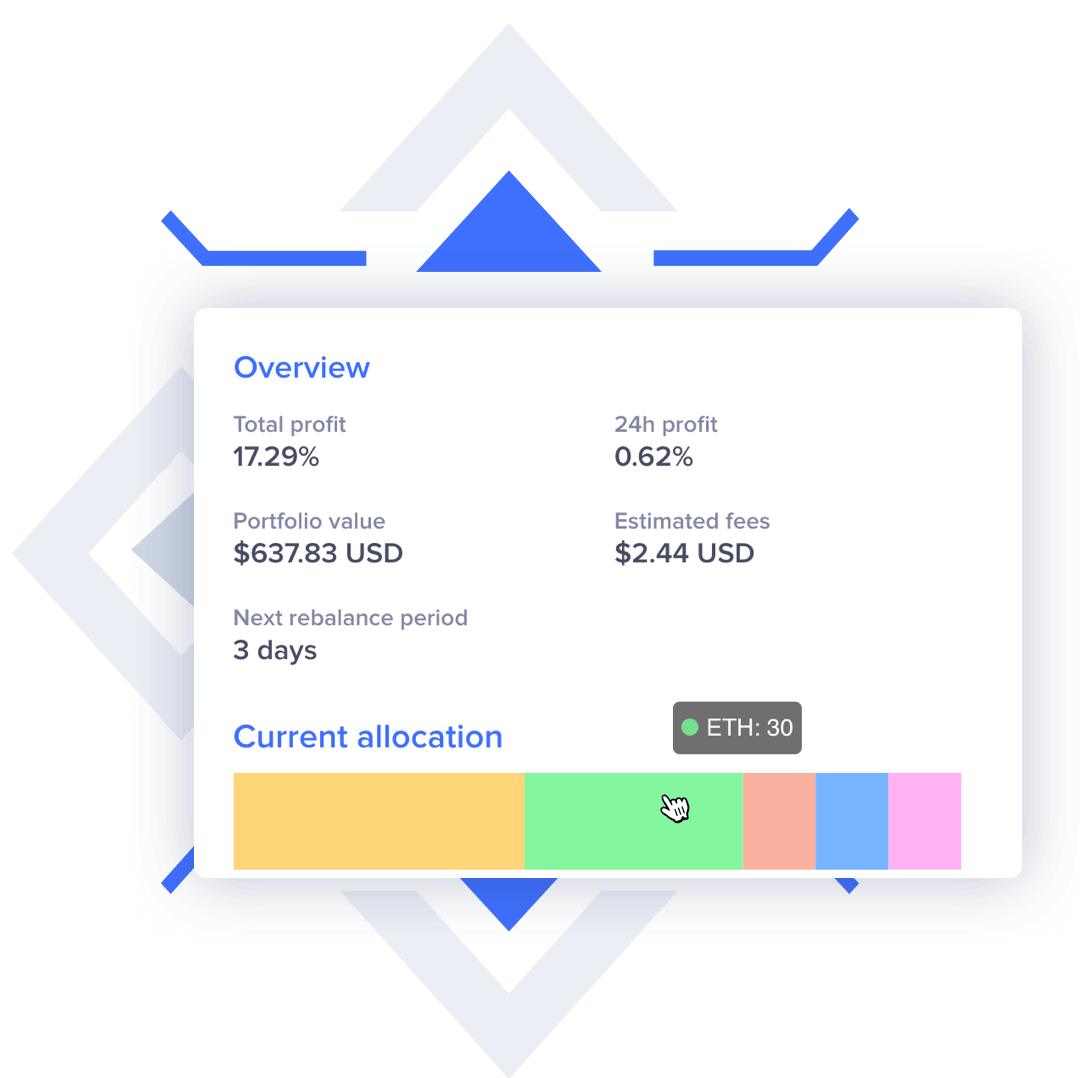 Overview
Total profit
17.29%
24h profit
0.62%
Portfolio value
$637.83 USD
Estimated fees
$2.44 USD
Next rebalance period
3 days
Current allocation
ETH: 30